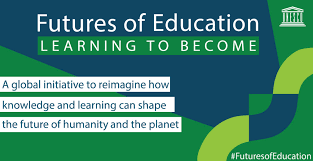 Futures of Education
LEARNING TO BECOME
A global initiative to reimagine how
knowledge and learning can shape
the future of humanity and the planet
#FuturesofEducation